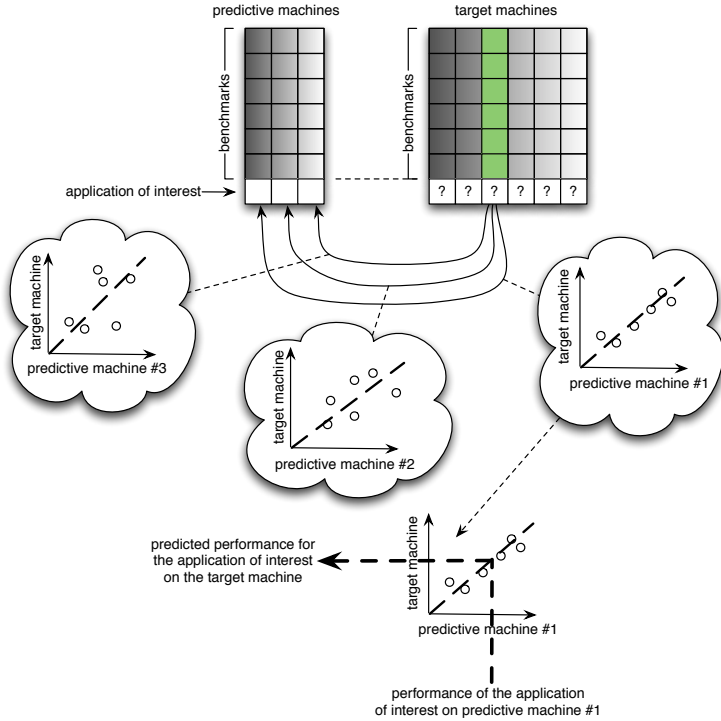 predictive machines
target machines
benchmarks
benchmarks
application of interest
? ? ? ? ? ?
target machine
predictive machine #3
target machine
predictive machine #2
target machine
predictive machine #1
predicted performance for
the application of interest
on the target machine
target machine
predictive machine #1
performance of the application
of interest on predictive machine #1